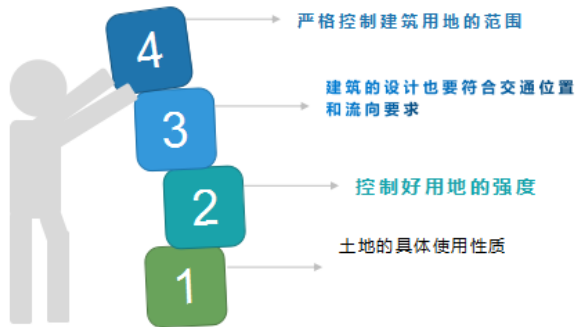 4
严格控制建筑用地的范围
3
建筑的设计也要符合交通位置
和流向要求
2
控制好用地的强度
1
土地的具体使用性质